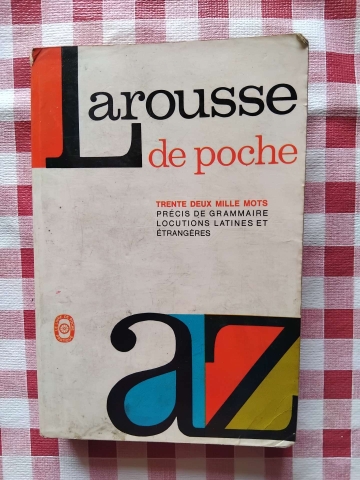 Larousse
de poche
TRENTE DEUX MILLE MOTS
PRÉCIS DE GRAMMAIRE
LOCUTIONS LATINES ET
ÉTRANGÈRES
az